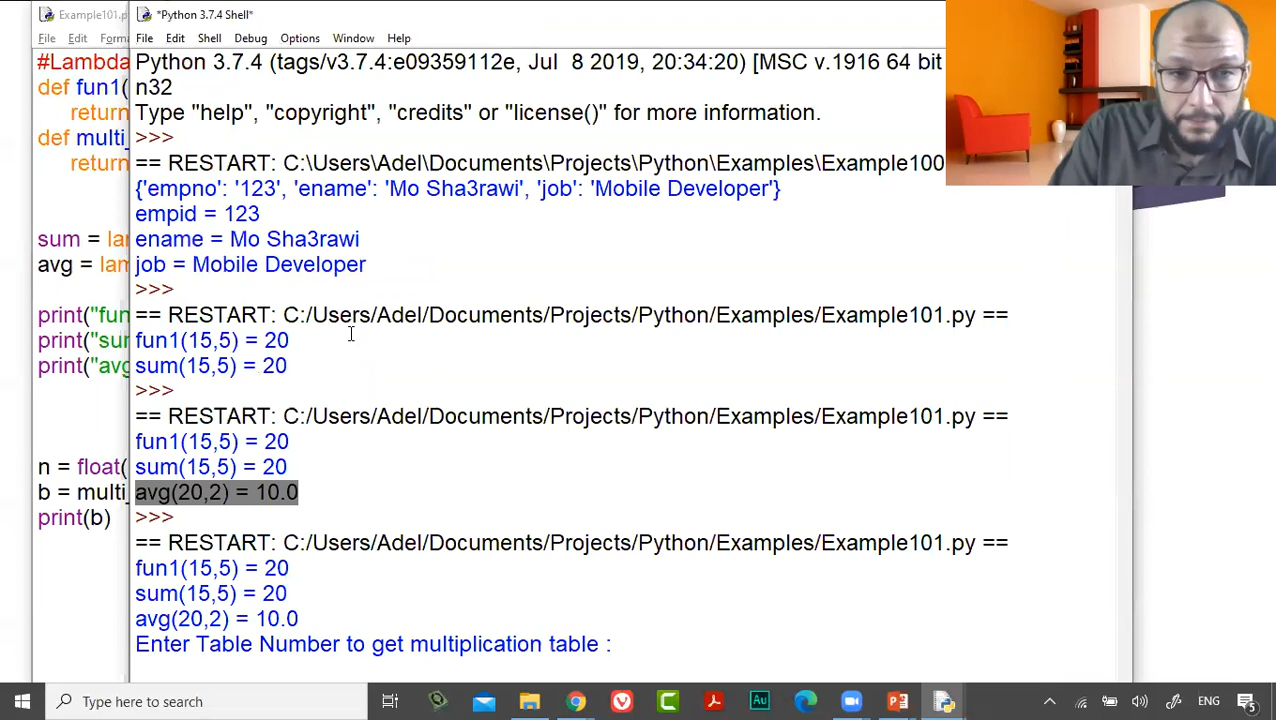 Example101.p
File Edit Forma
#Lambda
def fun1(
return
def multi_
return
sum = lam
avg = lam
print("fun
print("sum
print("avg
n = float(
b = multi_
print(b)
*Python 3.7.4 Shell*
File Edit Shell Debug Options Window Help
Python 3.7.4 (tags/v3.7.4:e09359112e, Jul 8 2019, 20:34:20) [MSC v.1916 64 bit
n32
Type "help", "copyright", "credits" or "license()" for more information.
>>>
== RESTART: C:\Users\Adel\Documents\Projects\Python\Examples\Example100
{'empno': '123', 'ename': 'Mo Sha3rawi', 'job': 'Mobile Developer'}
empid = 123
ename = Mo Sha3rawi
job = Mobile Developer
>>>
== RESTART: C:/Users/Adel/Documents/Projects/Python/Examples/Example101.py ==
fun1(15,5) = 20
sum(15,5) = 20
>>>
== RESTART: C:/Users/Adel/Documents/Projects/Python/Examples/Example101.py ==
fun1(15,5) = 20
sum(15,5) = 20
avg(20,2) = 10.0
>>>
== RESTART: C:/Users/Adel/Documents/Projects/Python/Examples/Example101.py ==
fun1(15,5) = 20
sum(15,5) = 20
avg(20,2) = 10.0
Enter Table Number to get multiplication table :
Type here to search
ENG